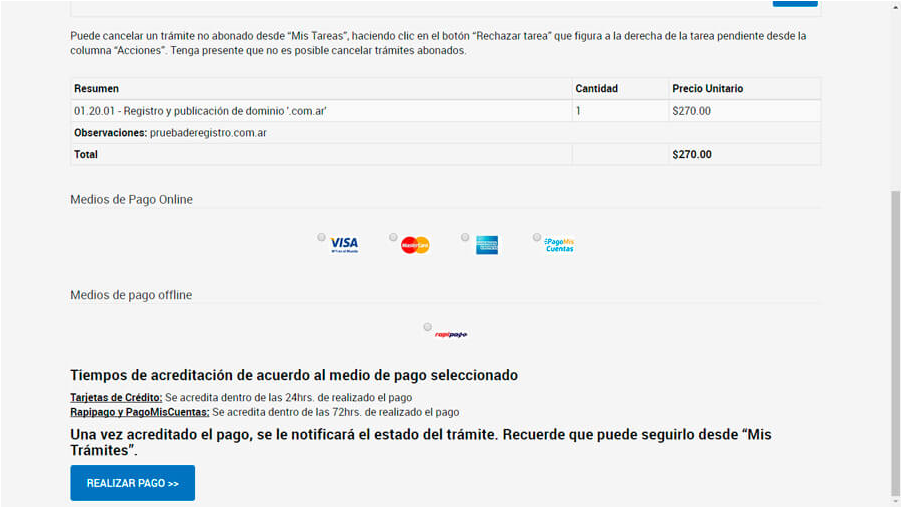 Puede cancelar un trámite no abonado desde “Mis Tareas”, haciendo clic en el botón “Rechazar tarea” que figura a la derecha de la tarea pendiente desde la
columna “Acciones”. Tenga presente que no es posible cancelar trámites abonados.
Resumen Cantidad Precio Unitario
01.20.01 - Registro y publicación de dominio '.com.ar' 1 $270.00
Observaciones: pruebaderegistro.com.ar
Total $270.00
Medios de Pago Online
VISA MasterCard PagoMis
Cuentas
Medios de pago offline
rapipago
Tiempos de acreditación de acuerdo al medio de pago seleccionado
Tarjetas de Crédito: Se acredita dentro de las 24hrs. de realizado el pago
Rapipago y PagoMisCuentas: Se acredita dentro de las 72hrs. de realizado el pago
Una vez acreditado el pago, se le notificará el estado del trámite. Recuerde que puede seguirlo desde “Mis
Trámites”.
REALIZAR PAGO >>